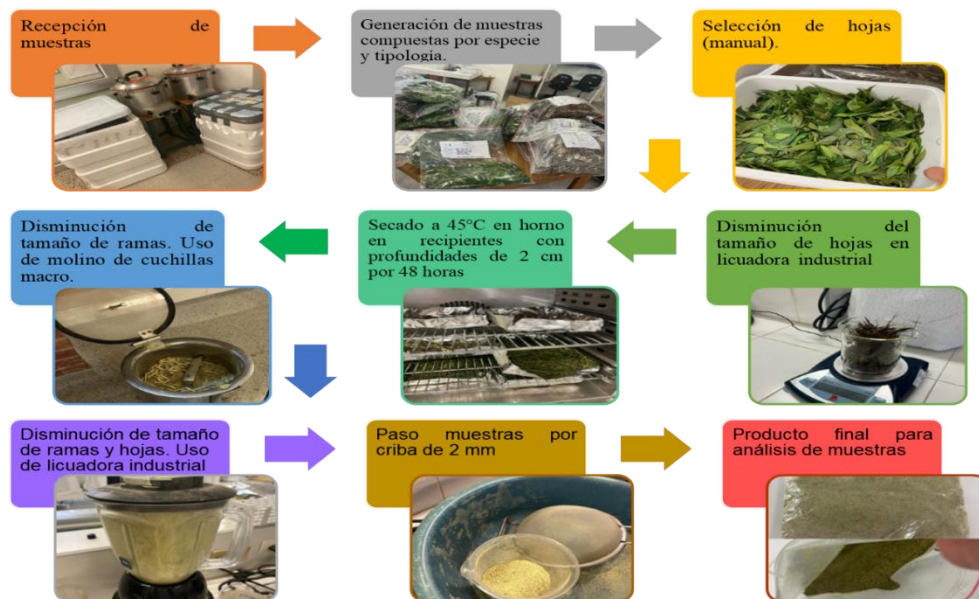 Recepción de
muestras
Generación de muestras
compuestas por especie
y tipología.
Selección de hojas
(manual).
Disminución del
tamaño de hojas en
licuadora industrial
Secado a 45°C en horno
en recipientes con
profundidades de 2 cm
por 48 horas
Disminución de
tamaño de ramas. Uso
de molino de cuchillas
macro.
Disminución de tamaño
de ramas y hojas. Uso
de licuadora industrial
Paso muestras por
criba de 2 mm
Producto final para
análisis de muestras